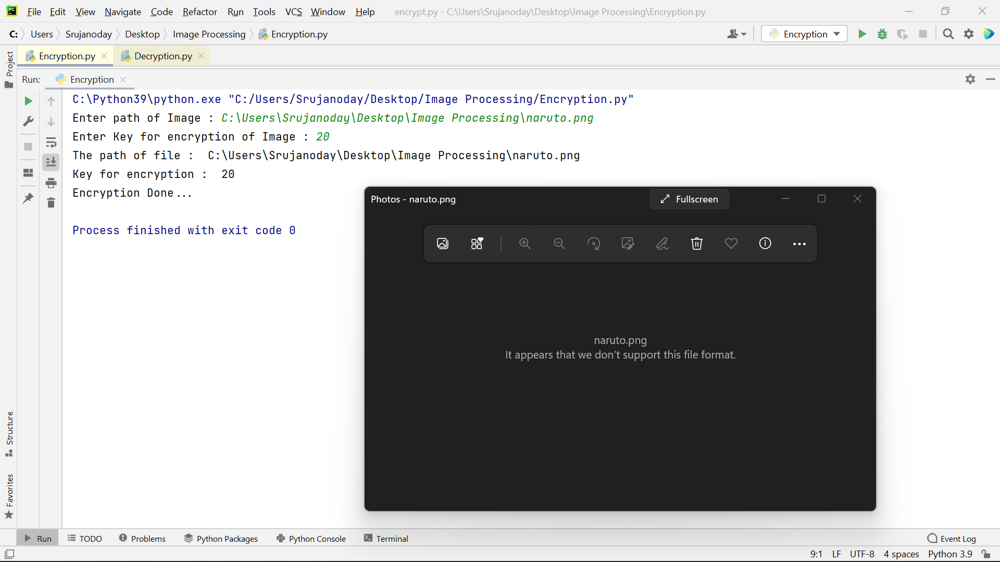 PC File Edit View Navigate Code Refactor Run Tools VCS Window Help encrypt.py - C:\Users\Srujanoday\Desktop\Image Processing\Encryption.py
C: Users Srujanoday Desktop Image Processing Encryption.py Encryption
Project
Encryption.py Decryption.py
Run: Encryption
C:\Python39\python.exe "C:/Users/Srujanoday/Desktop/Image Processing/Encryption.py"
Enter path of Image : C:\Users\Srujanoday\Desktop\Image Processing\naruto.png
Enter Key for encryption of Image : 20
The path of file :  C:\Users\Srujanoday\Desktop\Image Processing\naruto.png
Key for encryption :  20
Encryption Done...
Process finished with exit code 0
Photos - naruto.png Fullscreen
naruto.png
It appears that we don't support this file format.
Structure
Favorites
Run TODO Problems Python Packages Python Console Terminal Event Log
9:1 LF UTF-8 4 spaces Python 3.9